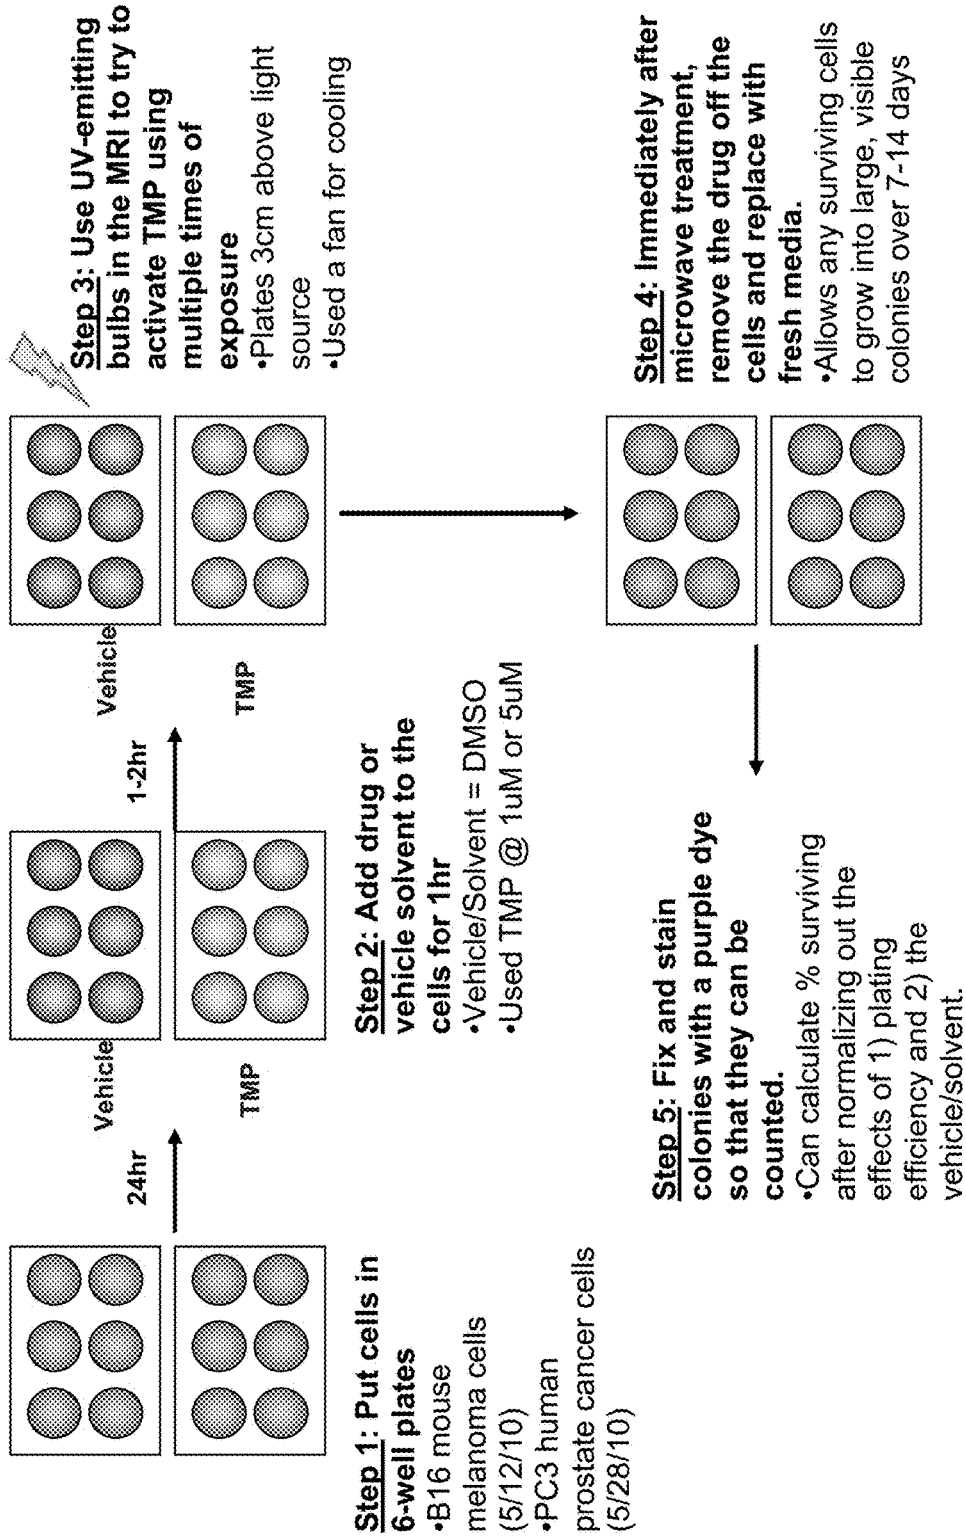 24hr
Vehicle
TMP
1-2hr
Vehicle
TMP
Step 1: Put cells in
6-well plates
•B16 mouse
melanoma cells
(5/12/10)
•PC3 human
prostate cancer cells
(5/28/10)
Step 2: Add drug or
vehicle solvent to the
cells for 1hr
•Vehicle/Solvent = DMSO
•Used TMP @ 1uM or 5uM
Step 3: Use UV-emitting
bulbs in the MRI to try to
activate TMP using
multiple times of
exposure
•Plates 3cm above light
source
•Used a fan for cooling
Step 4: Immediately after
microwave treatment,
remove the drug off the
cells and replace with
fresh media.
•Allows any surviving cells
to grow into large, visible
colonies over 7-14 days
Step 5: Fix and stain
colonies with a purple dye
so that they can be
counted.
•Can calculate % surviving
after normalizing out the
effects of 1) plating
efficiency and 2) the
vehicle/solvent.